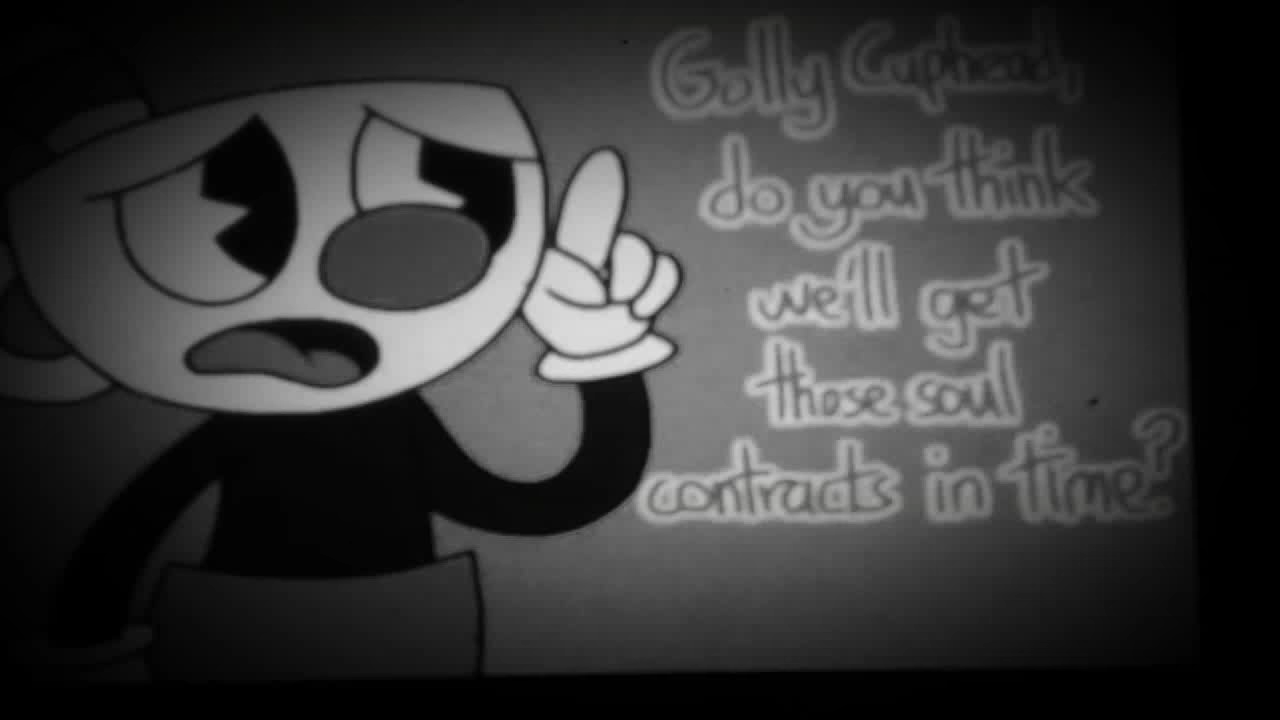 Golly Cuphead,
do you think
we'll get
those soul
contracts in time?